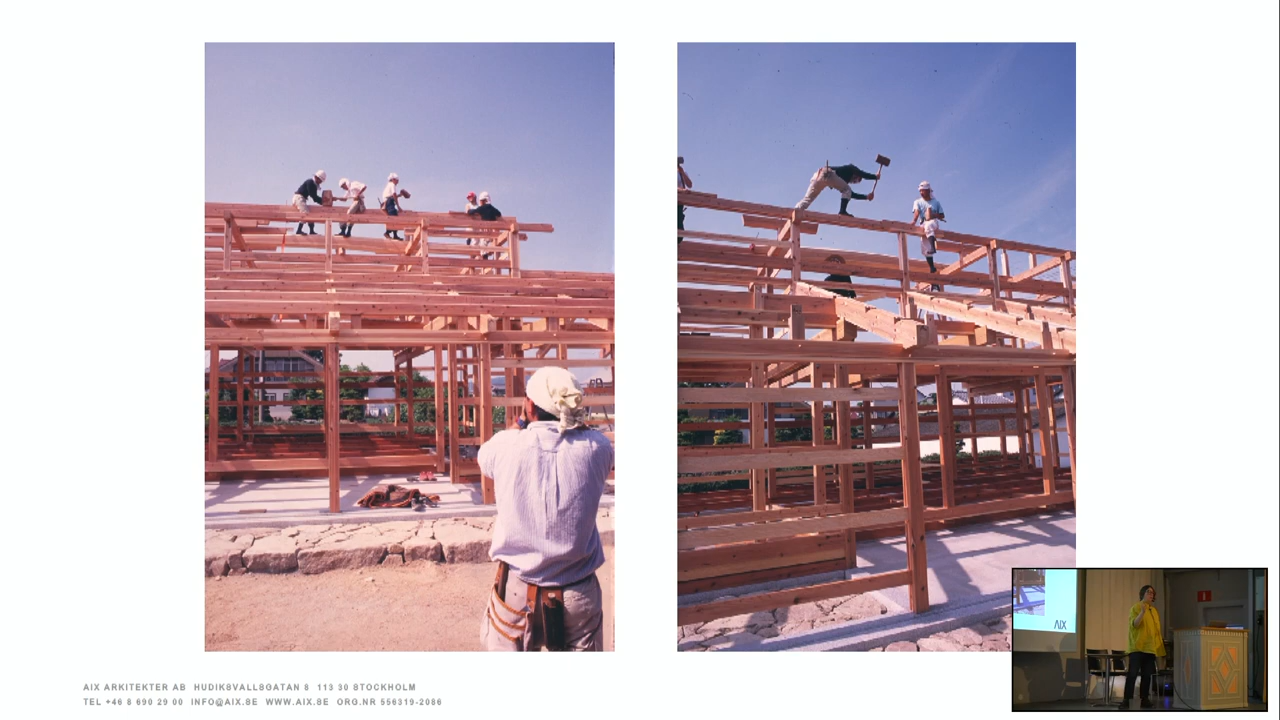 AIX ARKITEKTER AB HUDIKSVALLSGATAN 8 113 30 STOCKHOLM
TEL +46 8 690 29 00 INFO@AIX.SE WWW.AIX.SE ORG.NR 556319-2086
AIX